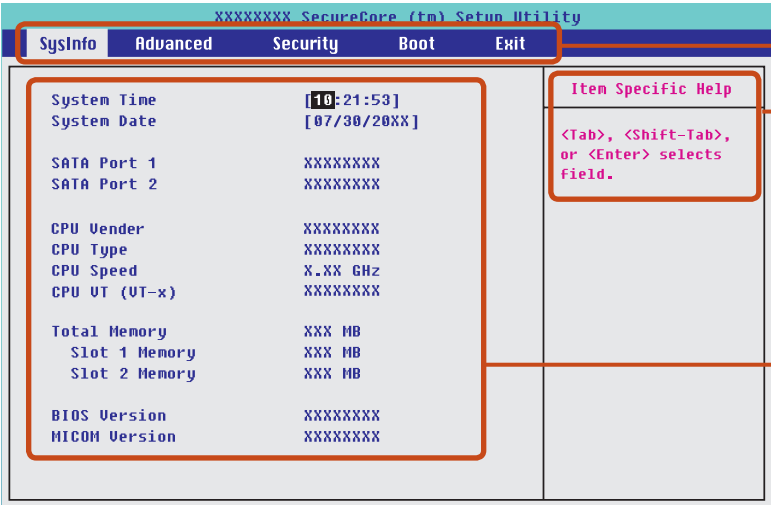 XXXXXXXX SecureCore (tm) Setup Utility
SysInfo Advanced Security Boot Exit
System Time [10:21:53]
System Date [07/30/20XX]
SATA Port 1 XXXXXXXX
SATA Port 2 XXXXXXXX
CPU Vender XXXXXXXX
CPU Type XXXXXXXX
CPU Speed X.XX GHz
CPU VT (VT-x) XXXXXXXX
Total Memory XXX MB
Slot 1 Memory XXX MB
Slot 2 Memory XXX MB
BIOS Version XXXXXXXX
MICOM Version XXXXXXXX
Item Specific Help
<Tab>, <Shift-Tab>,
or <Enter> selects
field.